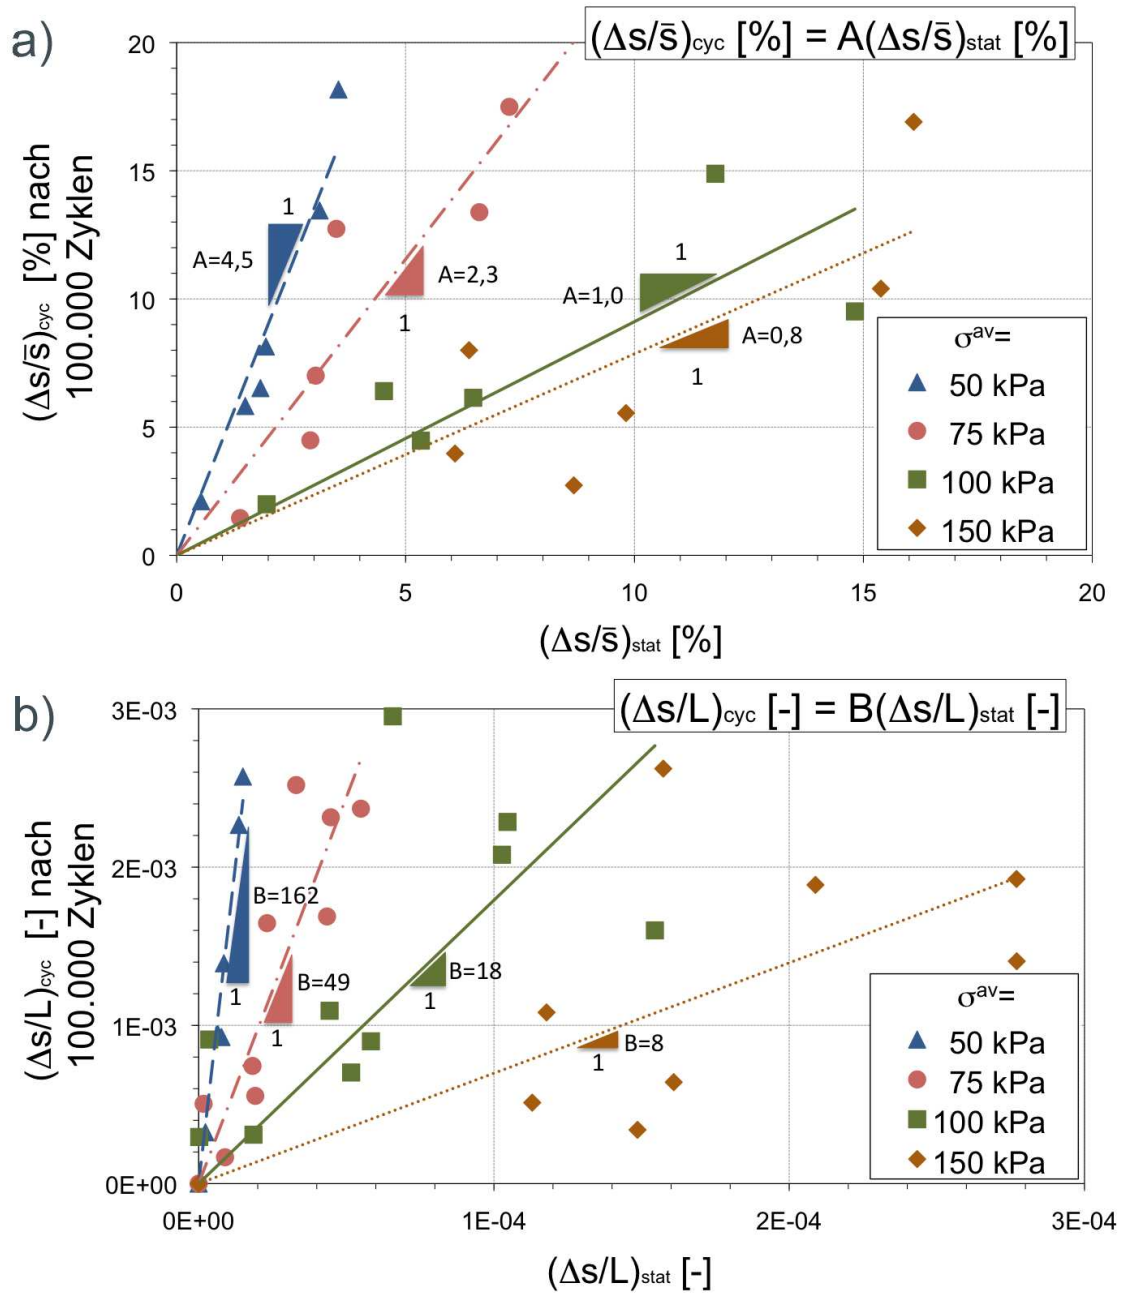 a)
(Δs/s̄)cyc [%] = A(Δs/s̄)stat [%]
(Δs/s̄)cyc [%] nach
100.000 Zyklen
20
15
10
5
0
1
A=4,5
A=2,3
1
1
A=1,0
A=0,8
1
σav=
50 kPa
75 kPa
100 kPa
150 kPa
0
5
10
15
20
(Δs/s̄)stat [%]
b)
(Δs/L)cyc [-] = B(Δs/L)stat [-]
(Δs/L)cyc [-] nach
100.000 Zyklen
3E-03
2E-03
1E-03
0E+00
B=162
1
B=49
1
B=18
1
B=8
1
σav=
50 kPa
75 kPa
100 kPa
150 kPa
0E+00
1E-04
2E-04
3E-04
(Δs/L)stat [-]